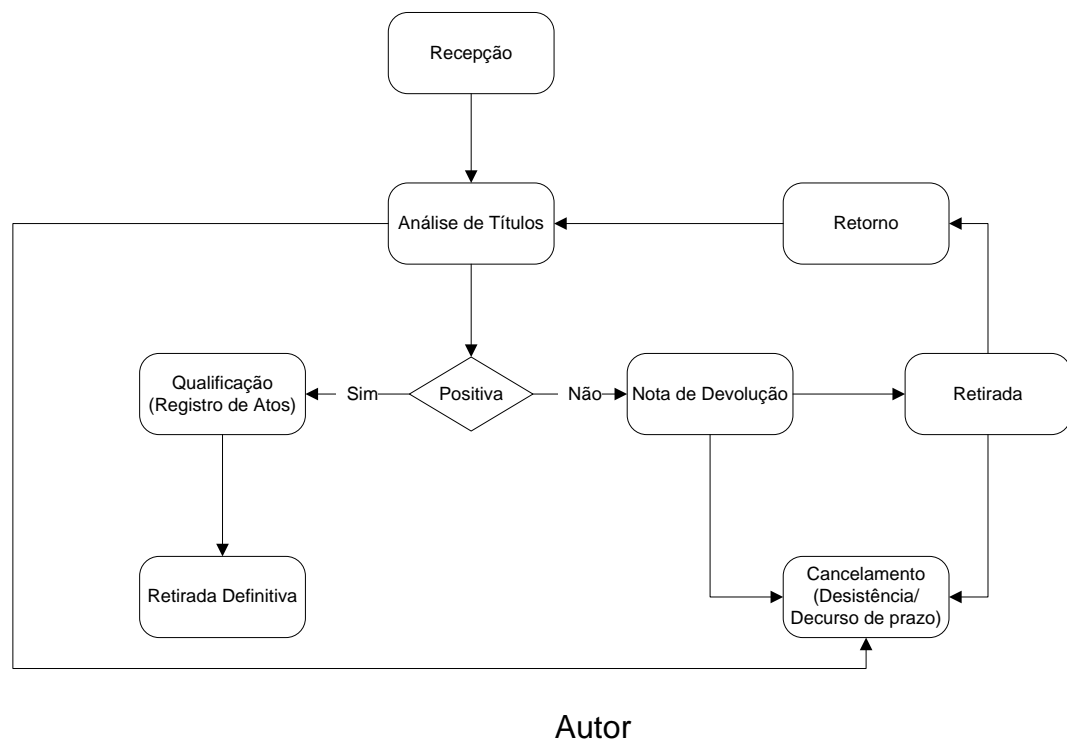 Recepção
Análise de Títulos
Retorno
Qualificação
(Registro de Atos)
Sim
Positiva
Não
Nota de Devolução
Retirada
Retirada Definitiva
Cancelamento
(Desistência/
Decurso de prazo)
Autor